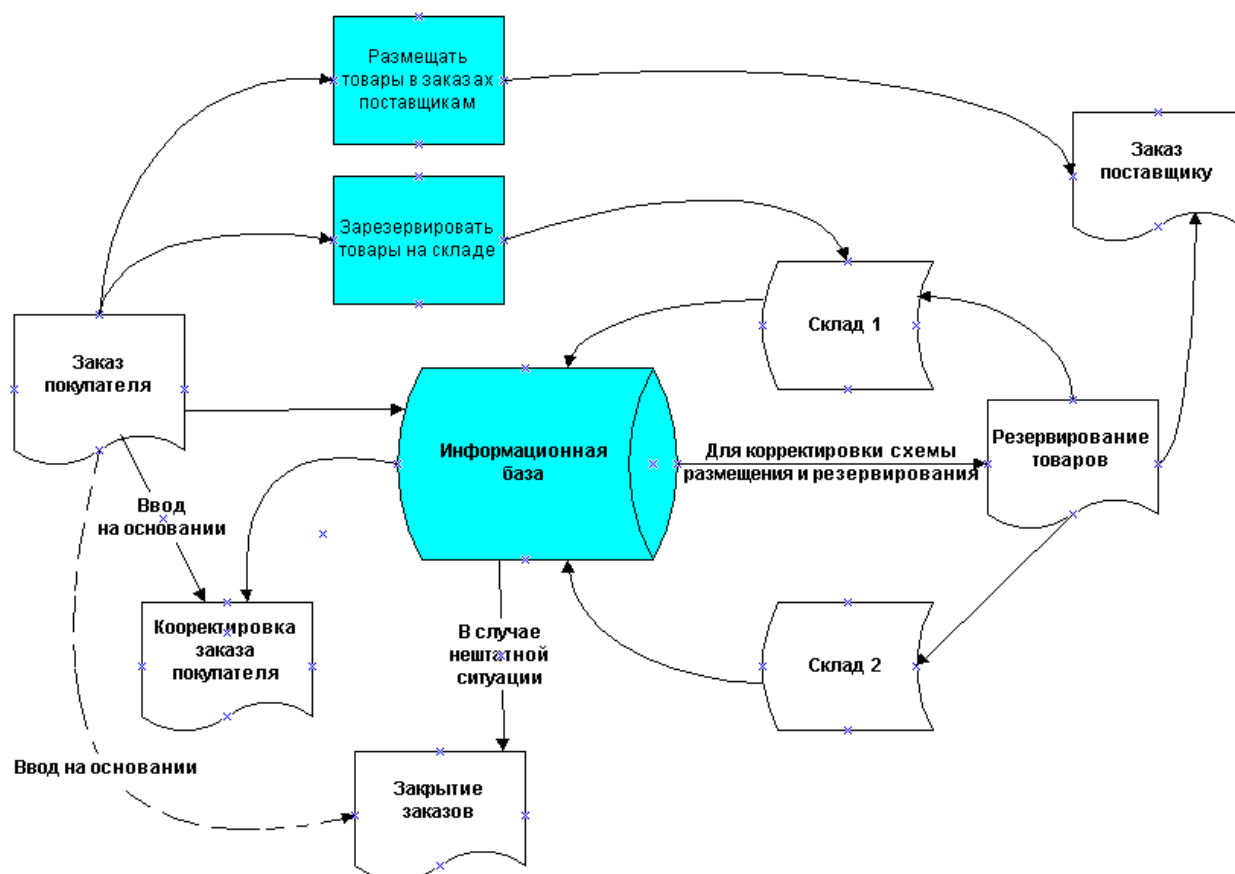 Размещать
товары в заказах
поставщикам
Заказ
поставщику
Зарезервировать
товары на складе
Склад 1
Заказ
покупателя
Информационная
база
Для корректировки схемы
размещения и резервирования
Резервирование
товаров
Ввод
на основании
Кооректировка
заказа
покупателя
В случае
нештатной
ситуации
Склад 2
Ввод на основании
Закрытие
заказов